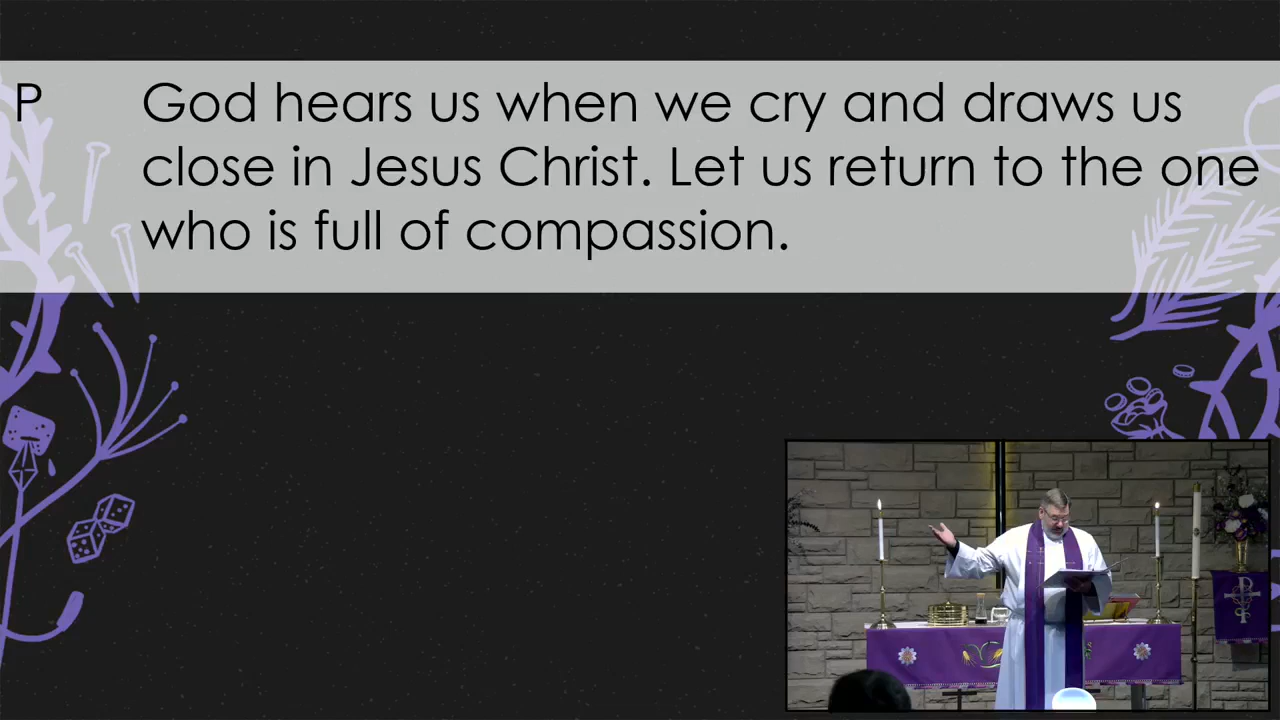 P God hears us when we cry and draws us
close in Jesus Christ. Let us return to the one
who is full of compassion.